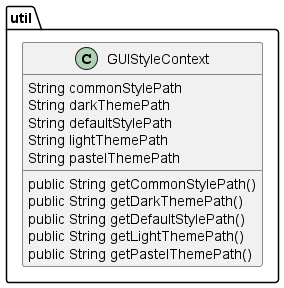 util
C GUIStyleContext
String commonStylePath
String darkThemePath
String defaultStylePath
String lightThemePath
String pastelThemePath
public String getCommonStylePath()
public String getDarkThemePath()
public String getDefaultStylePath()
public String getLightThemePath()
public String getPastelThemePath()